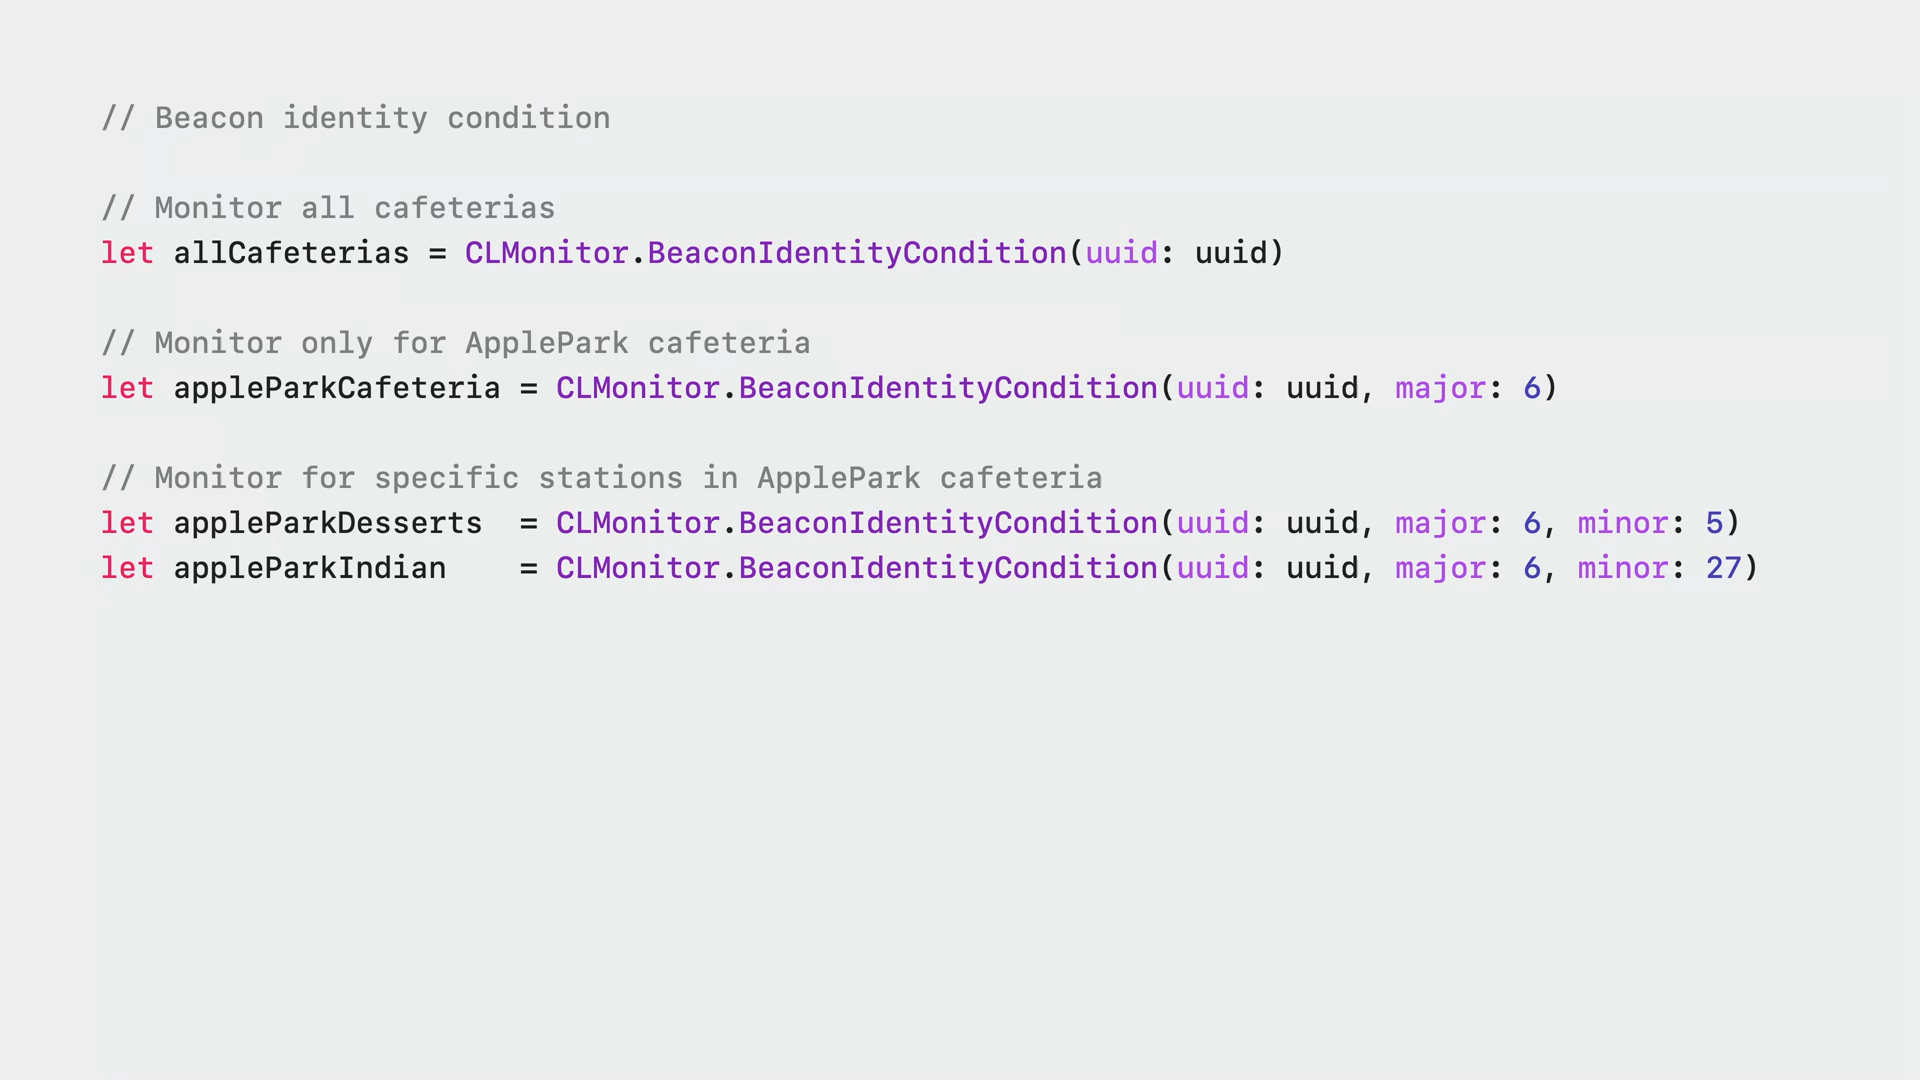 // Beacon identity condition
// Monitor all cafeterias
let allCafeterias = CLMonitor.BeaconIdentityCondition(uuid: uuid)
// Monitor only for ApplePark cafeteria
let appleParkCafeteria = CLMonitor.BeaconIdentityCondition(uuid: uuid, major: 6)
// Monitor for specific stations in ApplePark cafeteria
let appleParkDesserts  = CLMonitor.BeaconIdentityCondition(uuid: uuid, major: 6, minor: 5)
let appleParkIndian    = CLMonitor.BeaconIdentityCondition(uuid: uuid, major: 6, minor: 27)